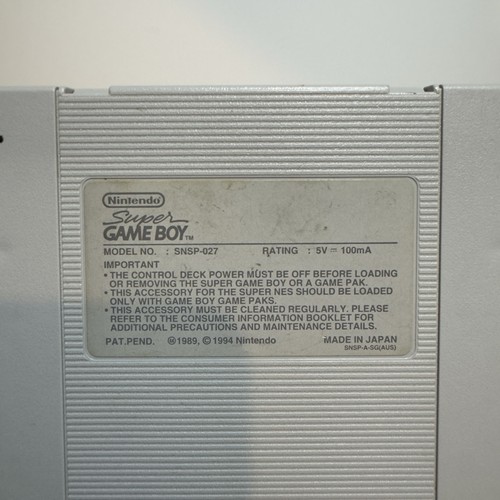 Nintendo
Super
GAME BOY™
MODEL NO. : SNSP-027 RATING : 5V ⎓ 100mA
IMPORTANT
• THE CONTROL DECK POWER MUST BE OFF BEFORE LOADING
OR REMOVING THE SUPER GAME BOY OR A GAME PAK.
• THIS ACCESSORY FOR THE SUPER NES SHOULD BE LOADED
ONLY WITH GAME BOY GAME PAKS.
• THIS ACCESSORY MUST BE CLEANED REGULARLY. PLEASE
REFER TO THE CONSUMER INFORMATION BOOKLET FOR
ADDITIONAL PRECAUTIONS AND MAINTENANCE DETAILS.
PAT.PEND. Ⓜ1989, ©1994 Nintendo MADE IN JAPAN
SNSP-A-SG(AUS)